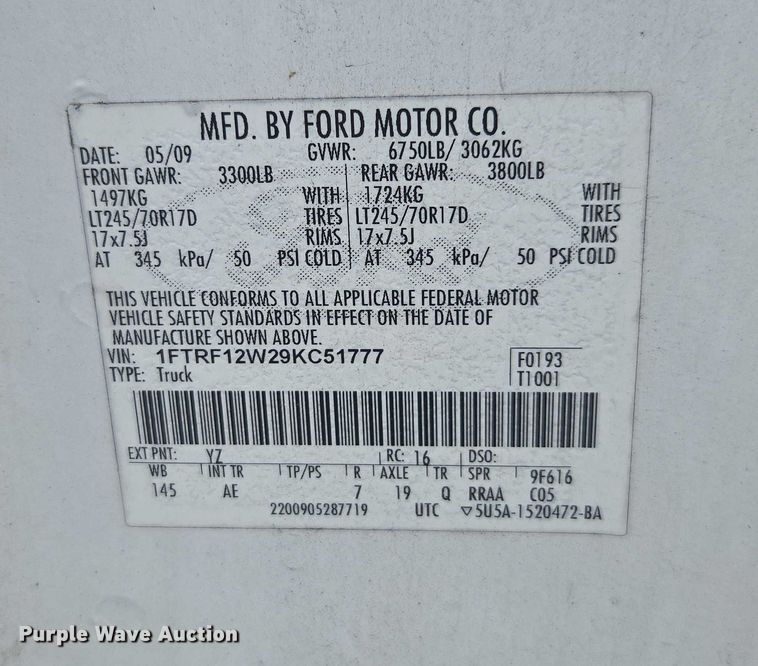 MFD. BY FORD MOTOR CO.
DATE: 05/09 GVWR: 6750LB/ 3062KG
FRONT GAWR: 3300LB REAR GAWR: 3800LB
1497KG WITH 1724KG WITH
LT245/70R17D TIRES LT245/70R17D TIRES
17x7.5J RIMS 17x7.5J RIMS
AT 345 kPa/ 50 PSI COLD AT 345 kPa/ 50 PSI COLD
THIS VEHICLE CONFORMS TO ALL APPLICABLE FEDERAL MOTOR
VEHICLE SAFETY STANDARDS IN EFFECT ON THE DATE OF
MANUFACTURE SHOWN ABOVE.
VIN: 1FTRF12W29KC51777 F0193
TYPE: Truck T1001
EXT PNT: YZ RC: 16 DSO:
WB INT TR TP/PS R AXLE TR SPR 9F616
145 AE 7 19 Q RRAA C05
2200905287719 UTC ▽5U5A-1520472-BA
Purple Wave Auction